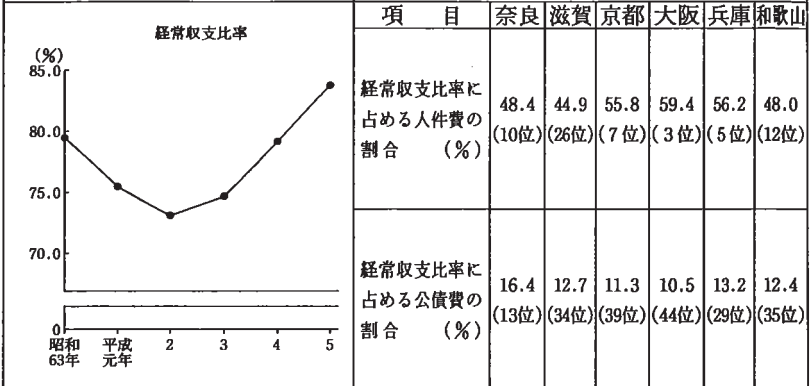 経常収支比率
(%)
85.0
80.0
75.0
70.0
0
昭和 平成 2 3 4 5
63年 元年
項 目 奈良 滋賀 京都 大阪 兵庫 和歌山
経常収支比率に
占める人件費の
割合 (%)
48.4 44.9 55.8 59.4 56.2 48.0
(10位) (26位) (7位) (3位) (5位) (12位)
経常収支比率に
占める公債費の
割合 (%)
16.4 12.7 11.3 10.5 13.2 12.4
(13位) (34位) (39位) (44位) (29位) (35位)